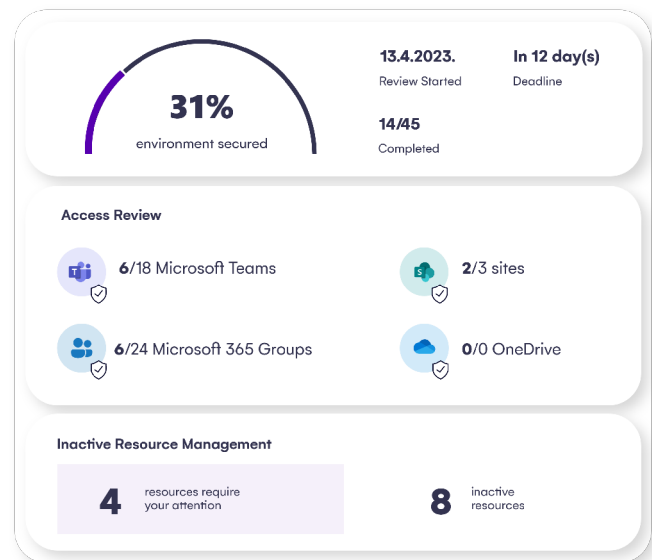 31%
environment secured
13.4.2023.
Review Started
In 12 day(s)
Deadline
14/45
Completed
Access Review
6/18 Microsoft Teams
2/3 sites
6/24 Microsoft 365 Groups
0/0 OneDrive
Inactive Resource Management
4
resources require
your attention
8
inactive
resources